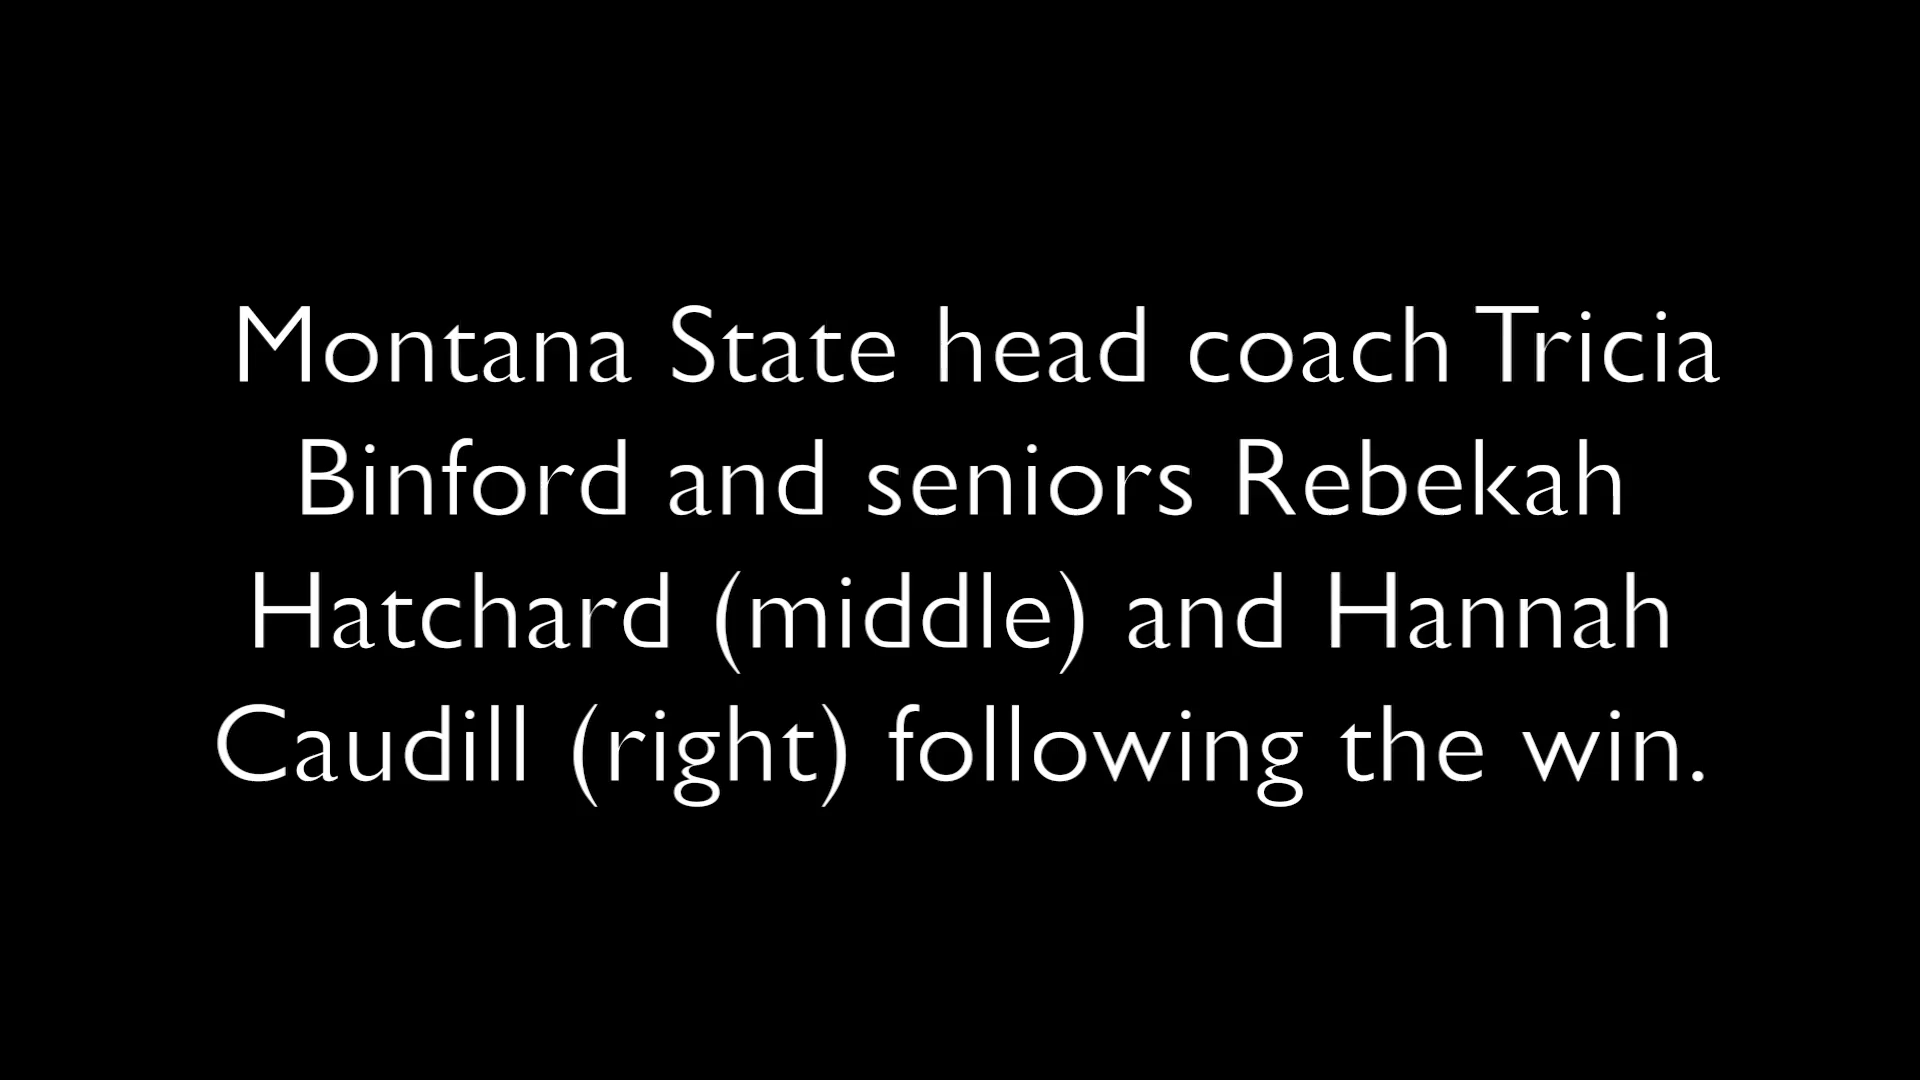 Montana State head coach Tricia
Binford and seniors Rebekah
Hatchard (middle) and Hannah
Caudill (right) following the win.